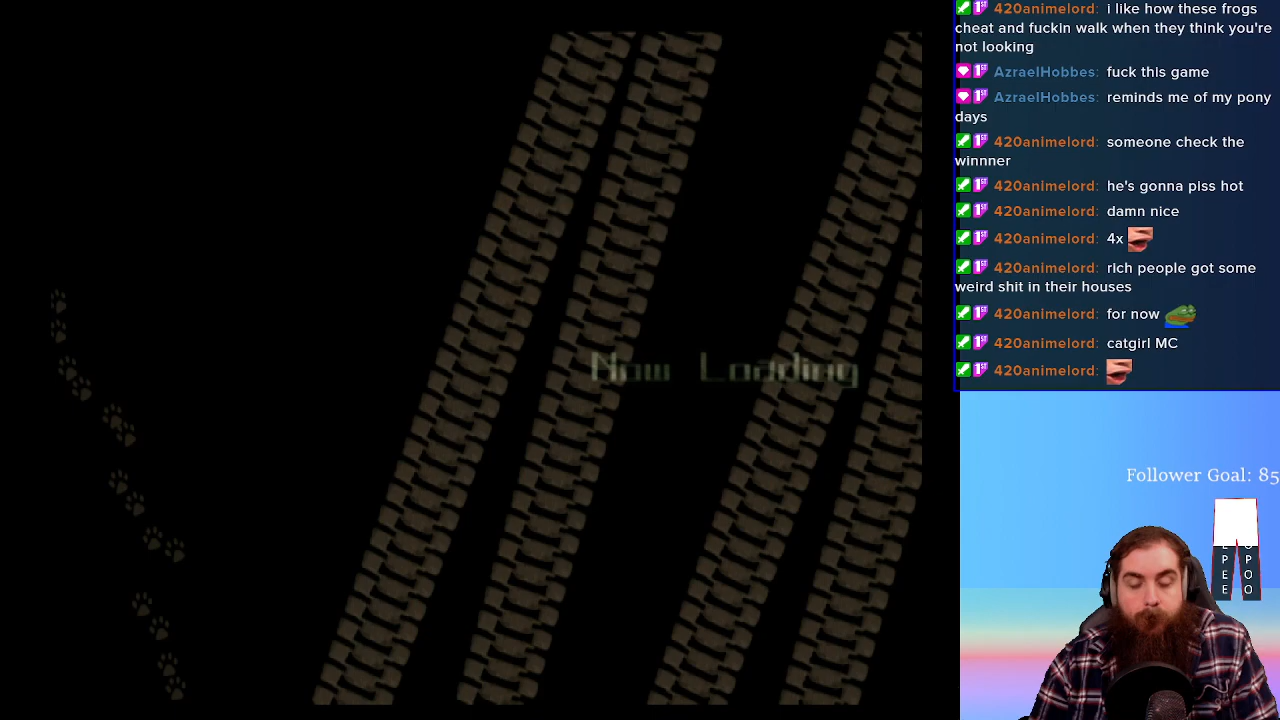 420animelord: i like how these frogs
cheat and fuckin walk when they think you're
not looking
AzraelHobbes: fuck this game
AzraelHobbes: reminds me of my pony
days
420animelord: someone check the
winnner
420animelord: he's gonna piss hot
420animelord: damn nice
420animelord: 4x
420animelord: rich people got some
weird shit in their houses
420animelord: for now
420animelord: catgirl MC
420animelord:
Now Loading
Follower Goal: 85
E U
P P
E O
E O